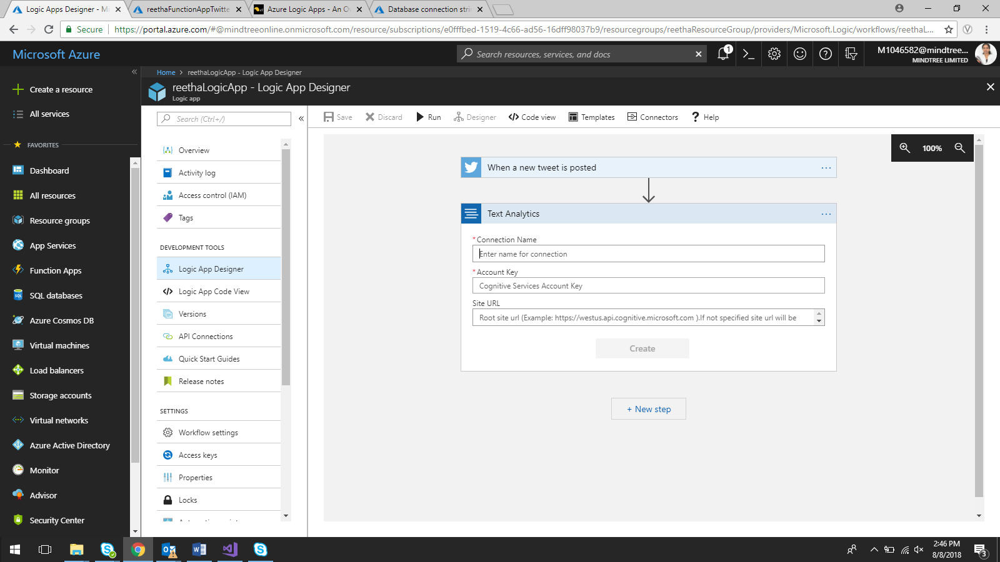 Logic Apps Designer - Mi
reethaFunctionAppTwitte
Azure Logic Apps - An Ov
Database connection stri
Secure
https://portal.azure.com/#@mindtreeonline.onmicrosoft.com/resource/subscriptions/e0fffbed-1519-4c66-ad56-16dff98037b9/resourcegroups/reethaResourceGroup/providers/Microsoft.Logic/workflows/reethaL...
Microsoft Azure
Search resources, services, and docs
1
M1046582@mindtree...
MINDTREE LIMITED
Create a resource
All services
FAVORITES
Dashboard
All resources
Resource groups
App Services
Function Apps
SQL databases
Azure Cosmos DB
Virtual machines
Load balancers
Storage accounts
Virtual networks
Azure Active Directory
Monitor
Advisor
Security Center
Home > reethaLogicApp - Logic App Designer
reethaLogicApp - Logic App Designer
Logic app
Search (Ctrl+/)
Overview
Activity log
Access control (IAM)
Tags
DEVELOPMENT TOOLS
Logic App Designer
Logic App Code View
Versions
API Connections
Quick Start Guides
Release notes
SETTINGS
Workflow settings
Access keys
Properties
Locks
Save
Discard
Run
Designer
Code view
Templates
Connectors
Help
100%
When a new tweet is posted
Text Analytics
* Connection Name
Enter name for connection
* Account Key
Cognitive Services Account Key
Site URL
Root site url (Example: https://westus.api.cognitive.microsoft.com ).If not specified site url will be
Create
+ New step
2:46 PM
8/8/2018
3